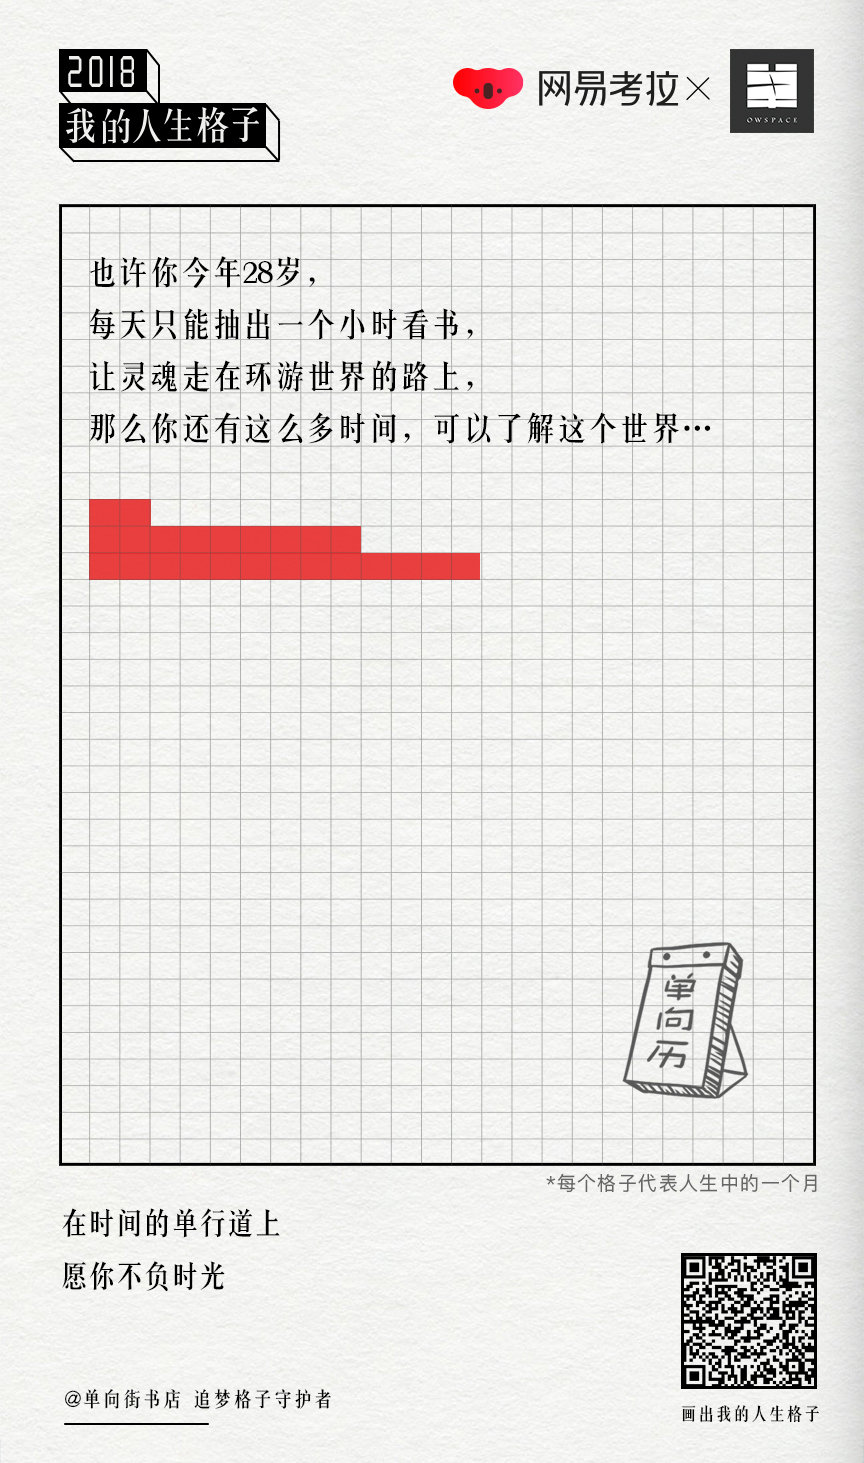 2018
我的人生格子
网易考拉×
OWSPACE
也许你今年28岁，
每天只能抽出一个小时看书，
让灵魂走在环游世界的路上，
那么你还有这么多时间，可以了解这个世界…
单向历
*每个格子代表人生中的一个月
在时间的单行道上
愿你不负时光
@单向街书店 追梦格子守护者
画出我的人生格子